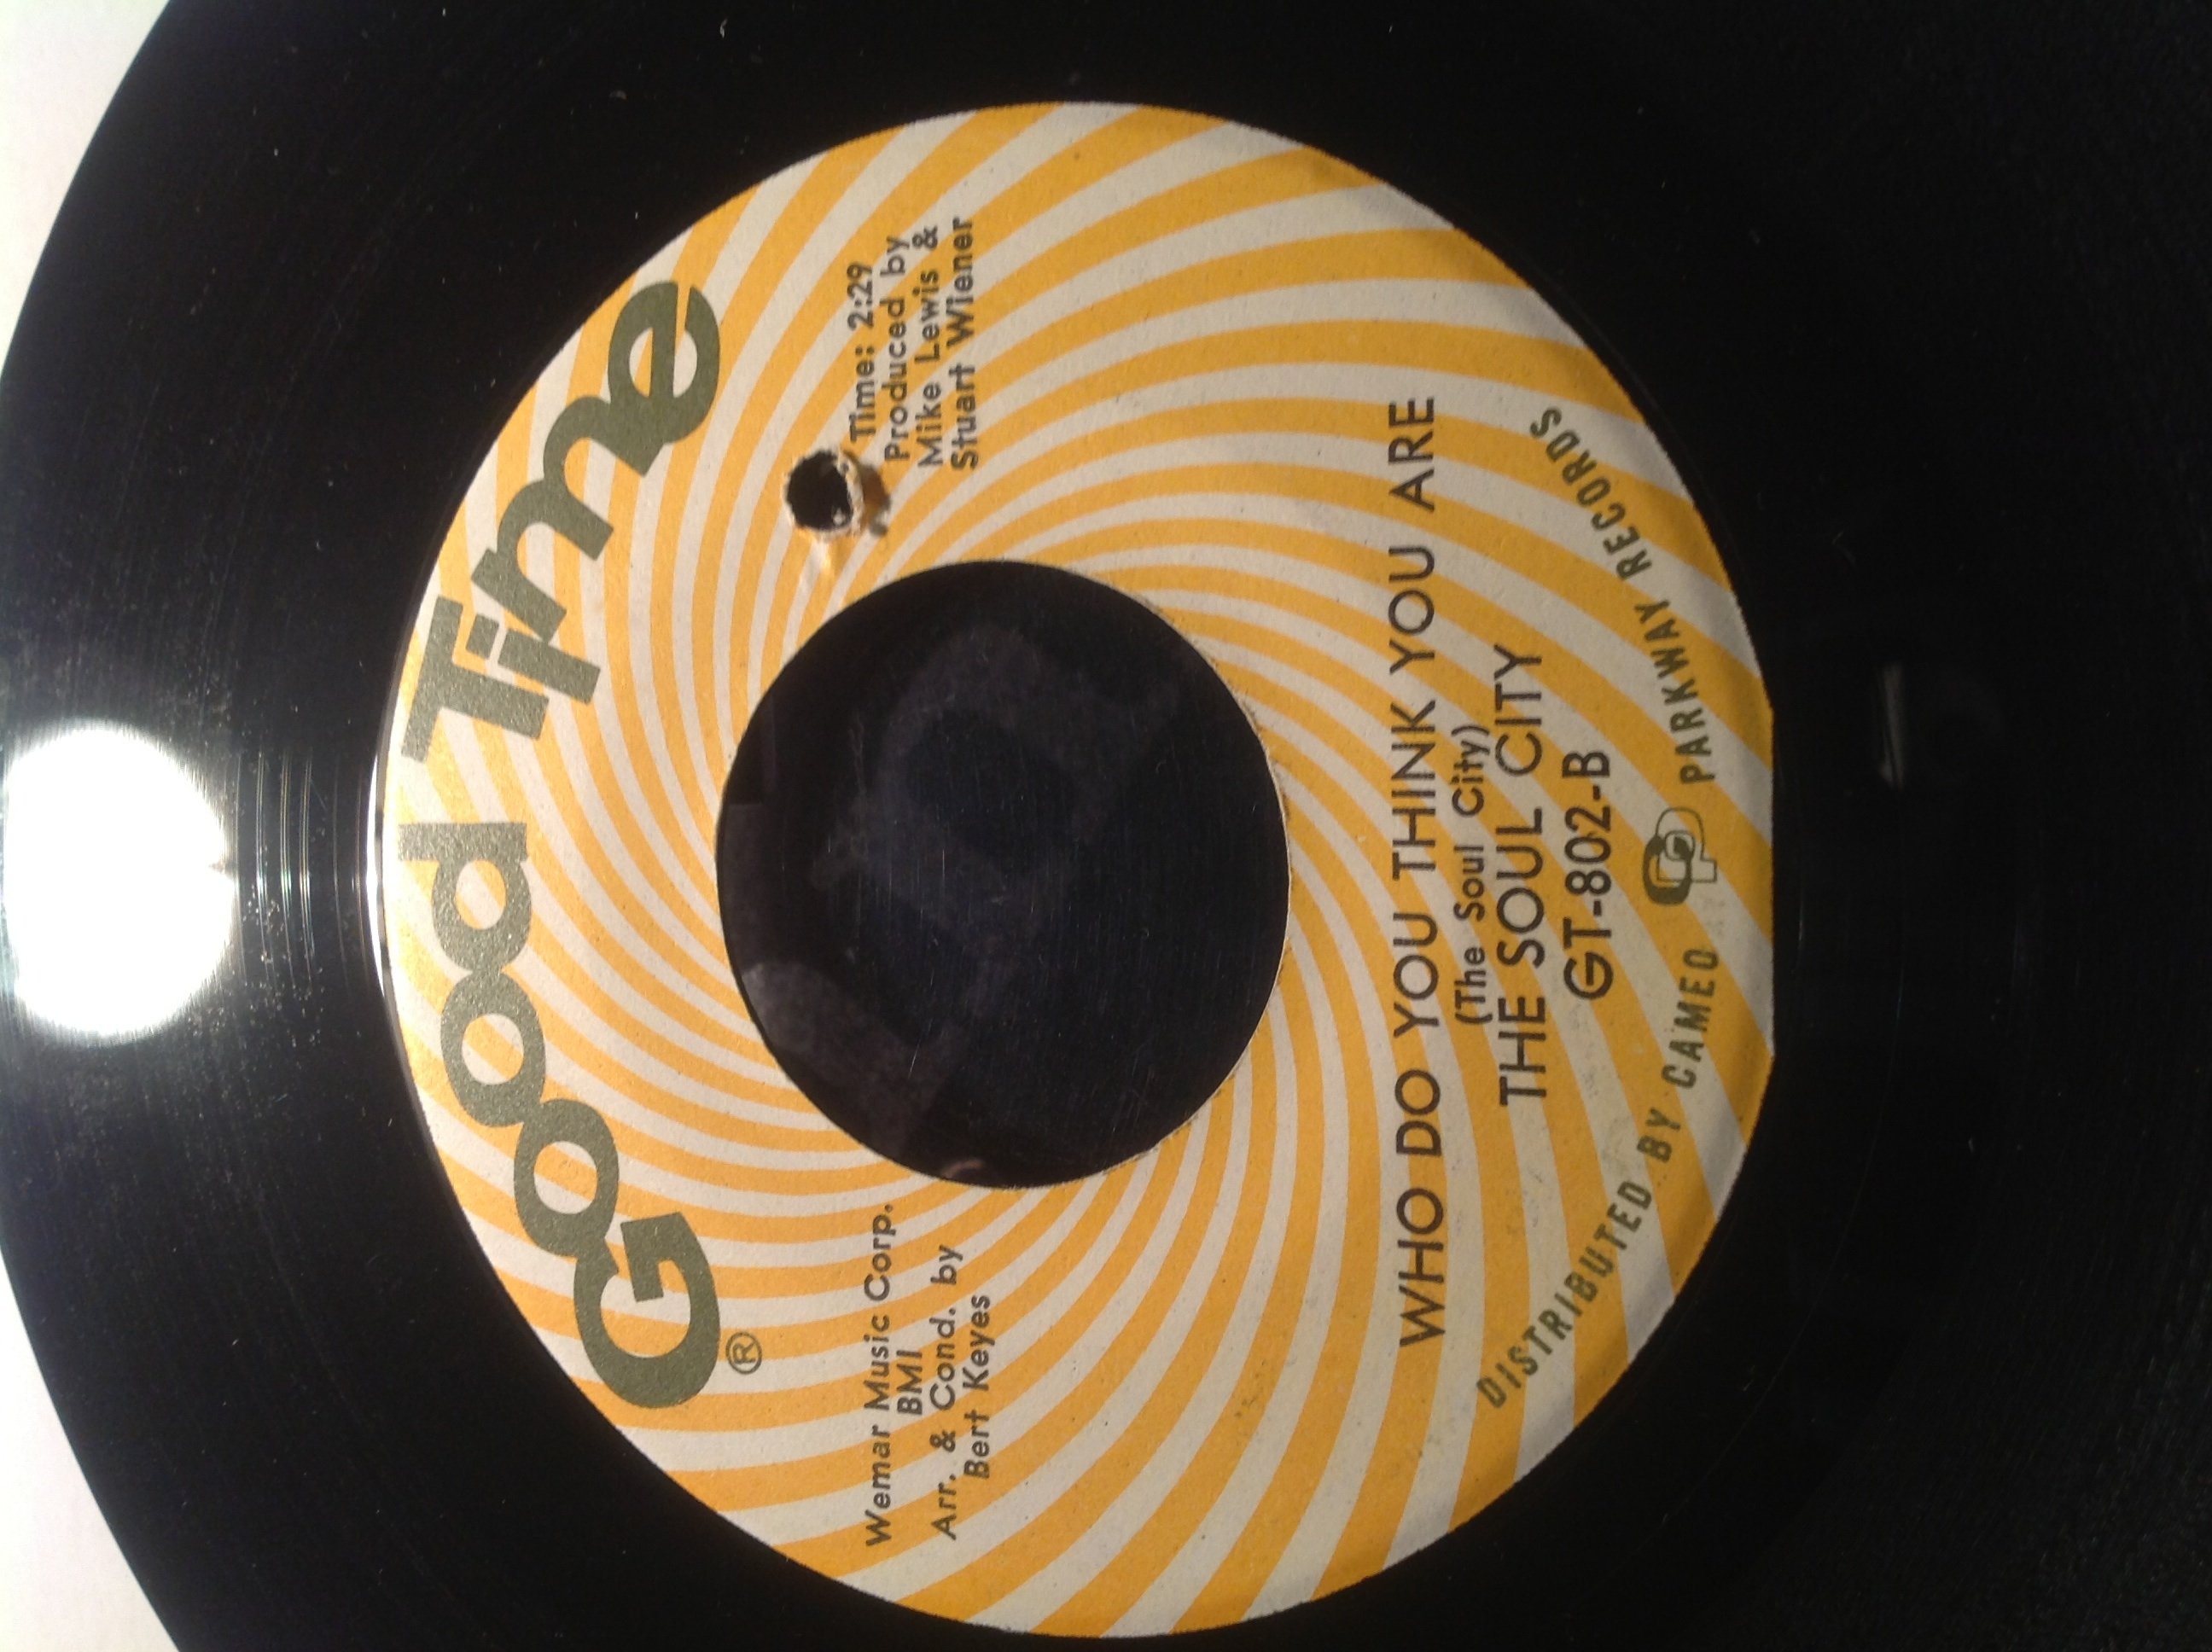 Good Time
®
Wemar Music Corp.
BMI
Arr. & Cond. by
Bert Keyes
Time: 2:29
Produced by
Mike Lewis &
Stuart Wiener
WHO DO YOU THINK YOU ARE
(The Soul City)
THE SOUL CITY
GT-802-B
DISTRIBUTED BY CAMEO CP PARKWAY RECORDS